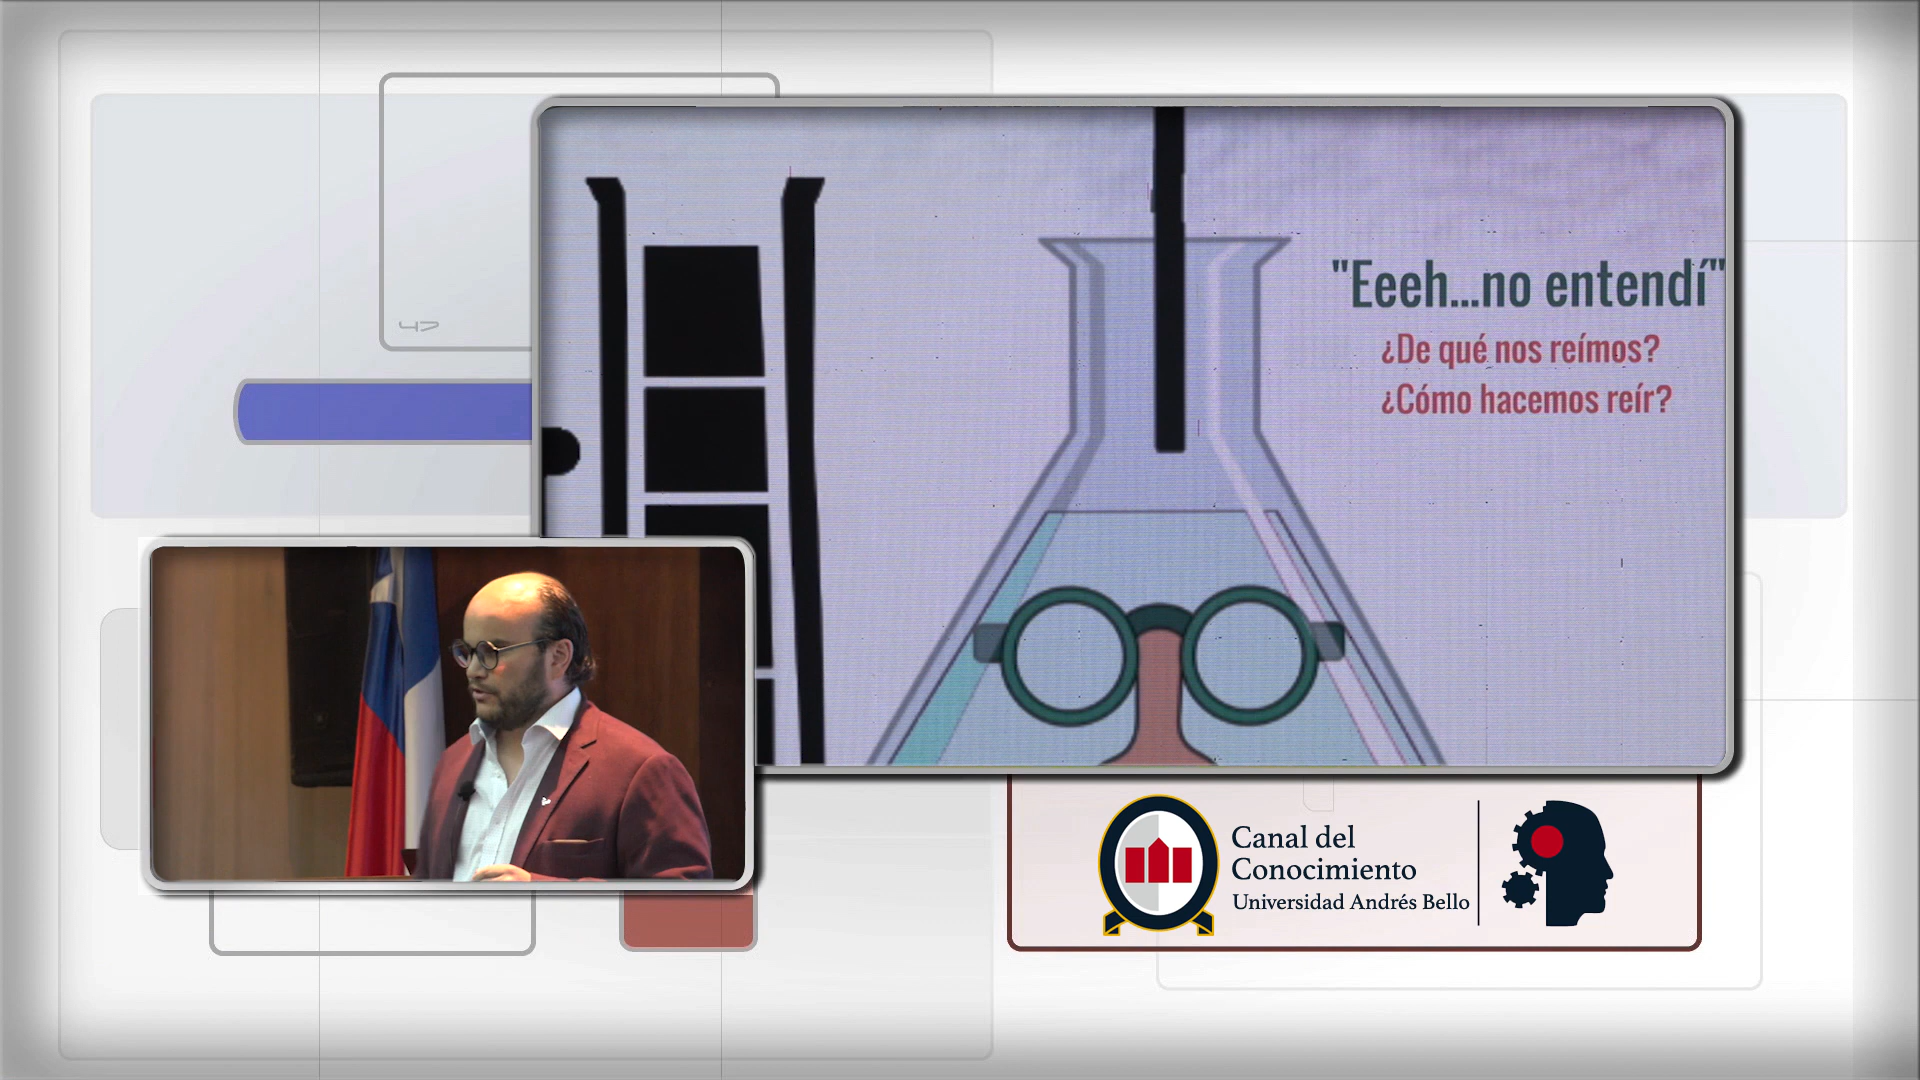 "Eeeh...no entendí"
¿De qué nos reímos?
¿Cómo hacemos reír?
Canal del
Conocimiento
Universidad Andrés Bello